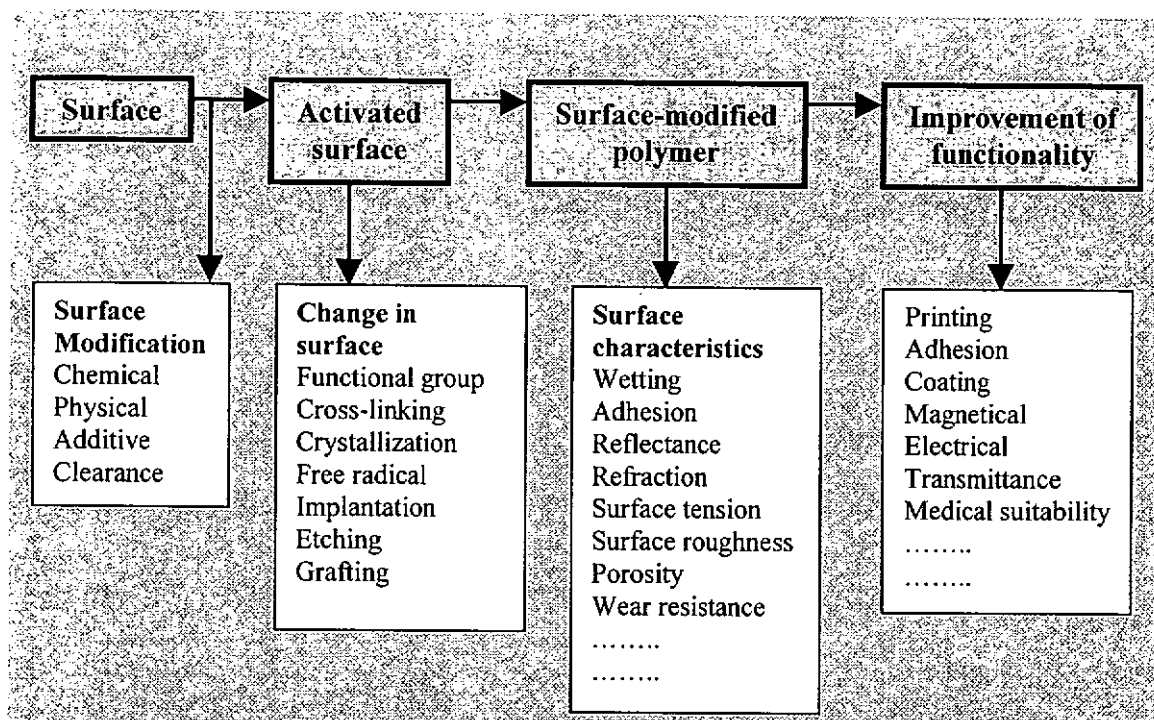 Surface
Activated
surface
Surface-modified
polymer
Improvement of
functionality
Surface
Modification
Chemical
Physical
Additive
Clearance
Change in
surface
Functional group
Cross-linking
Crystallization
Free radical
Implantation
Etching
Grafting
Surface
characteristics
Wetting
Adhesion
Reflectance
Refraction
Surface tension
Surface roughness
Porosity
Wear resistance
........
........
Printing
Adhesion
Coating
Magnetical
Electrical
Transmittance
Medical suitability
........
........